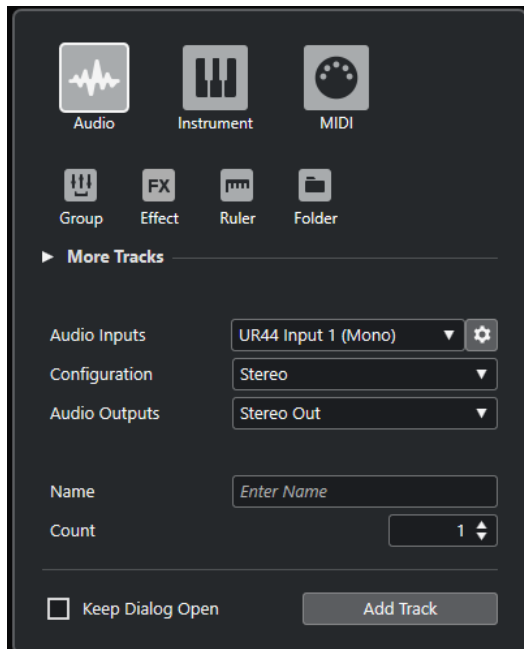 Audio Instrument MIDI
FX
Group Effect Ruler Folder
More Tracks
Audio Inputs UR44 Input 1 (Mono)
Configuration Stereo
Audio Outputs Stereo Out
Name Enter Name
Count 1
Keep Dialog Open Add Track